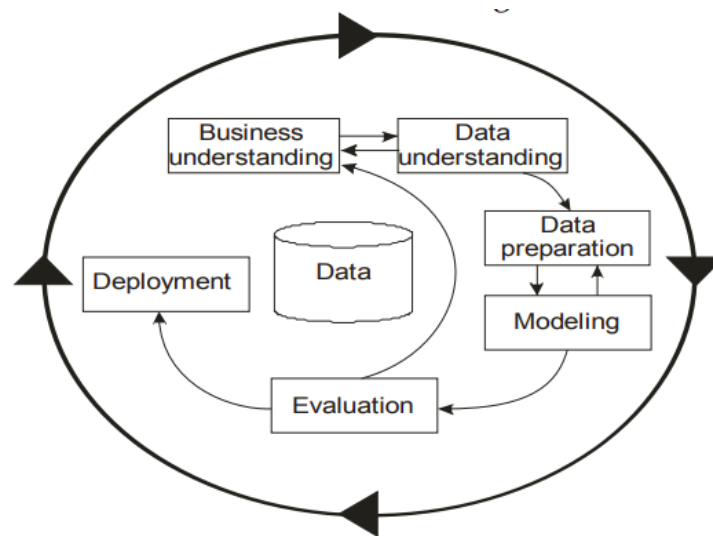 Business
understanding
Data
understanding
Data
preparation
Deployment
Data
Modeling
Evaluation